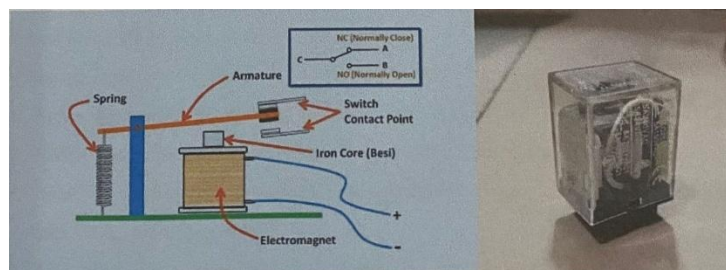 NC (Normally Close)
A
C
B
NO (Normally Open)
Armature
Spring
Switch
Contact Point
Iron Core (Besi)
+
Electromagnet
-